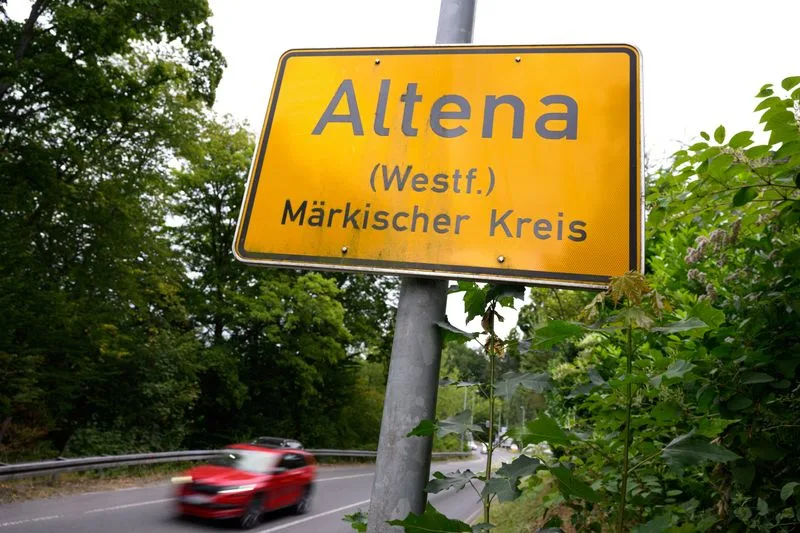 Altena
(Westf.)
Märkischer Kreis